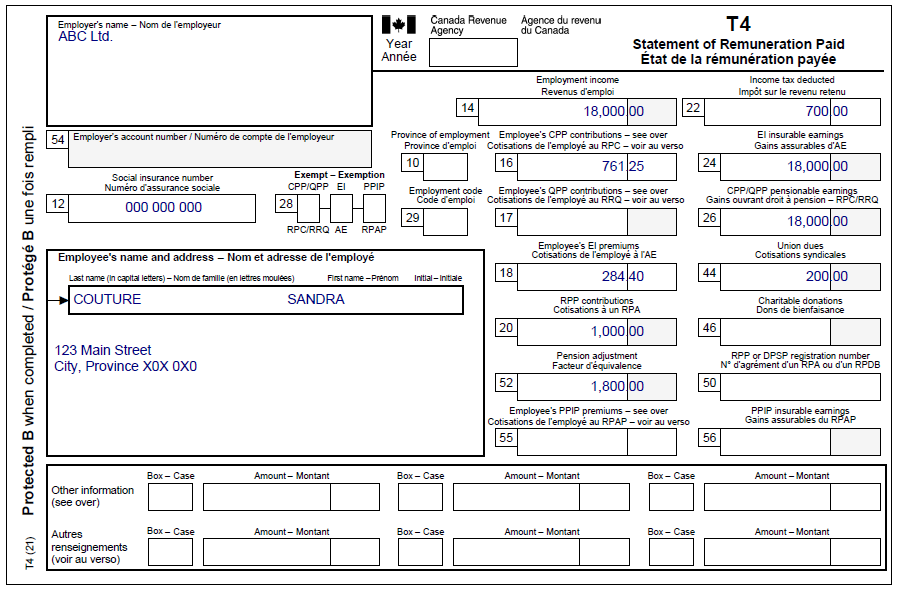 Employer's name – Nom de l'employeur
ABC Ltd.
Canada Revenue Agency
Agence du revenu du Canada
Year
Année
T4
Statement of Remuneration Paid
État de la rémunération payée
Employment income
Revenus d'emploi
14 18,000 00
Income tax deducted
Impôt sur le revenu retenu
22 700 00
54 Employer's account number / Numéro de compte de l'employeur
Province of employment
Province d'emploi
10
Employee's CPP contributions – see over
Cotisations de l'employé au RPC – voir au verso
16 761 25
EI insurable earnings
Gains assurables d'AE
24 18,000 00
Social insurance number
Numéro d'assurance sociale
12 000 000 000
Exempt – Exemption
CPP/QPP EI PPIP
28
RPC/RRQ AE RPAP
Employment code
Code d'emploi
29
Employee's QPP contributions – see over
Cotisations de l'employé au RRQ – voir au verso
17
CPP/QPP pensionable earnings
Gains ouvrant droit à pension – RPC/RRQ
26 18,000 00
Employee's name and address – Nom et adresse de l'employé
Last name (in capital letters) – Nom de famille (en lettres moulées) First name – Prénom Initial – Initiale
COUTURE SANDRA
123 Main Street
City, Province X0X 0X0
Employee's EI premiums
Cotisations de l'employé à l'AE
18 284 40
Union dues
Cotisations syndicales
44 200 00
RPP contributions
Cotisations à un RPA
20 1,000 00
Charitable donations
Dons de bienfaisance
46
Pension adjustment
Facteur d'équivalence
52 1,800 00
RPP or DPSP registration number
N° d'agrément d'un RPA ou d'un RPDB
50
Employee's PPIP premiums – see over
Cotisations de l'employé au RPAP – voir au verso
55
PPIP insurable earnings
Gains assurables du RPAP
56
Box – Case Amount – Montant Box – Case Amount – Montant Box – Case Amount – Montant
Other information
(see over)
Box – Case Amount – Montant Box – Case Amount – Montant Box – Case Amount – Montant
Autres
renseignements
(voir au verso)
Protected B when completed / Protégé B une fois rempli
T4 (21)